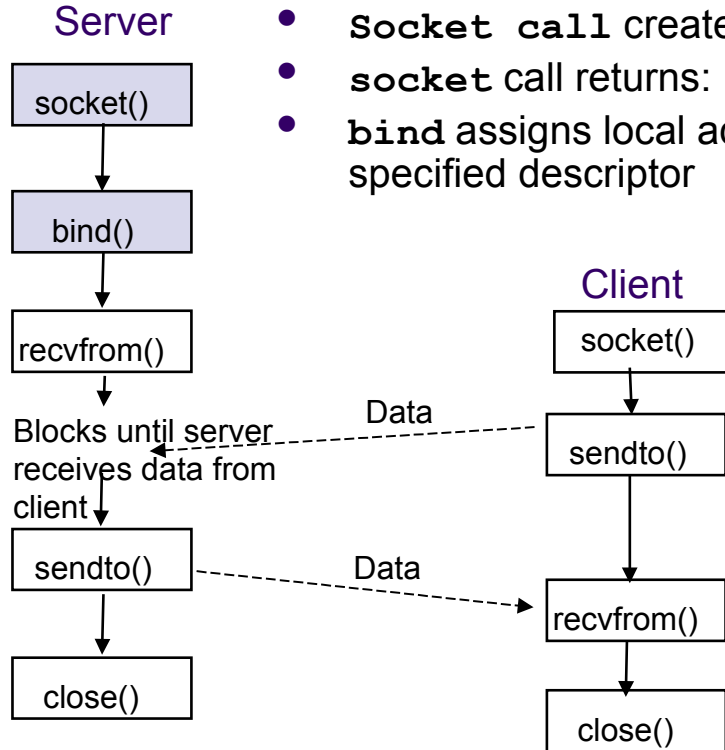 Server
• Socket call create
• socket call returns:
• bind assigns local ad
specified descriptor
socket()
bind()
recvfrom()
Blocks until server
receives data from
client
sendto()
close()
Client
socket()
Data
sendto()
Data
recvfrom()
close()